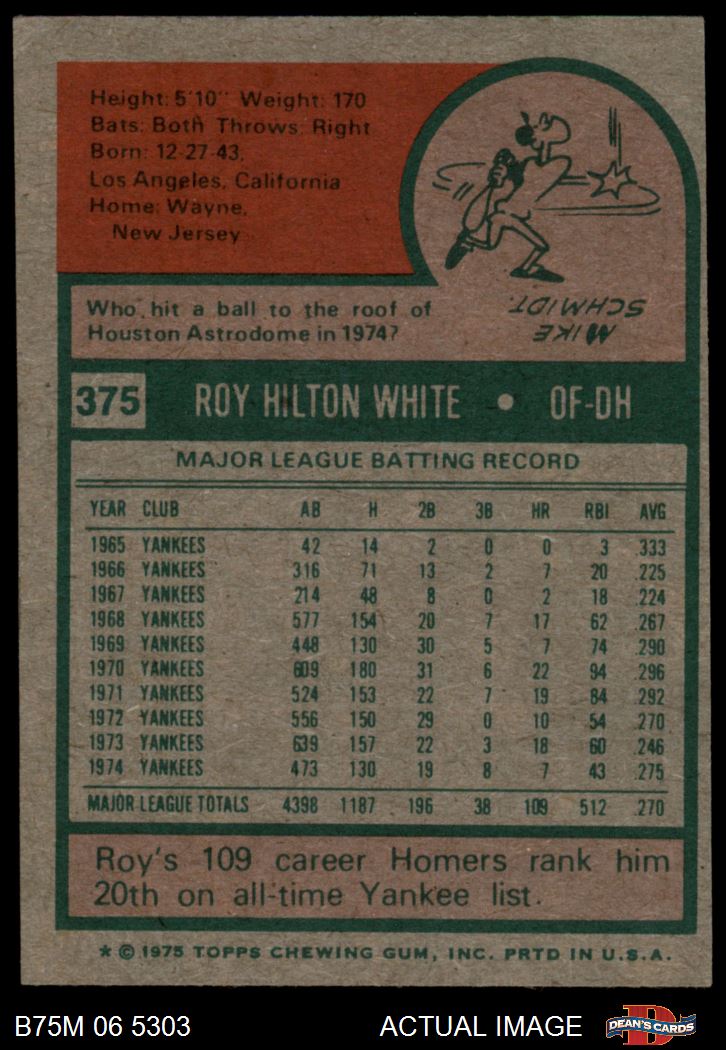 Height: 5'10" Weight: 170
Bats: Both Throws: Right
Born: 12-27-43,
Los Angeles, California
Home: Wayne,
New Jersey
Who hit a ball to the roof of
Houston Astrodome in 1974?
MIKE
SCHMIDT.
375 ROY HILTON WHITE • OF-DH
MAJOR LEAGUE BATTING RECORD
YEAR CLUB AB H 2B 3B HR RBI AVG
1965 YANKEES 42 14 2 0 0 3 .333
1966 YANKEES 316 71 13 2 7 20 .225
1967 YANKEES 214 48 8 0 2 18 .224
1968 YANKEES 577 154 20 7 17 62 .267
1969 YANKEES 448 130 30 5 7 74 .290
1970 YANKEES 609 180 31 6 22 94 .296
1971 YANKEES 524 153 22 7 19 84 .292
1972 YANKEES 556 150 29 0 10 54 .270
1973 YANKEES 639 157 22 3 18 60 .246
1974 YANKEES 473 130 19 8 7 43 .275
MAJOR LEAGUE TOTALS 4398 1187 196 38 109 512 .270
Roy's 109 career Homers rank him
20th on all-time Yankee list.
* © 1975 TOPPS CHEWING GUM, INC. PRTD IN U.S.A.
B75M 06 5303 ACTUAL IMAGE D DEAN'S CARDS